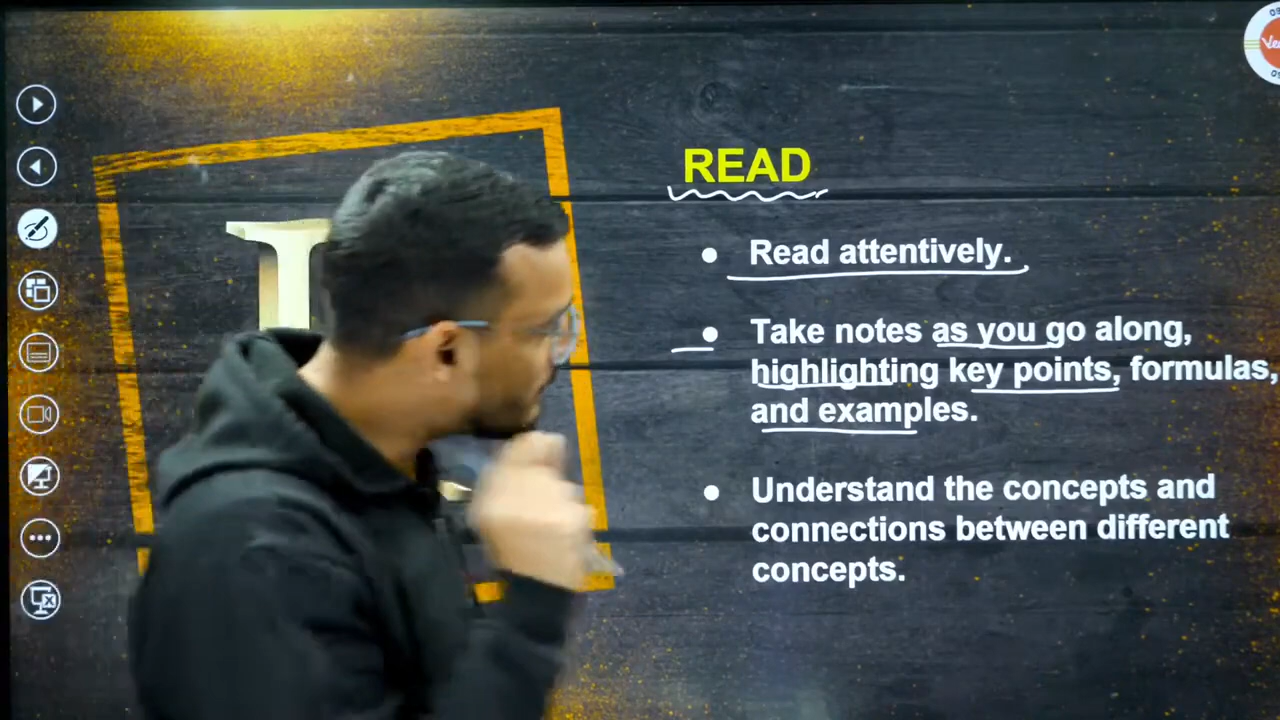 READ
Read attentively.
Take notes as you go along,
highlighting key points, formulas,
and examples.
Understand the concepts and
connections between different
concepts.